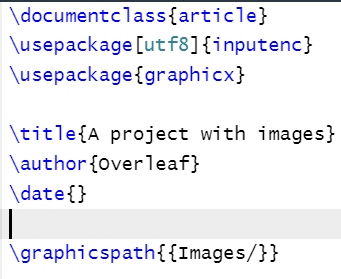 \documentclass{article}
\usepackage[utf8]{inputenc}
\usepackage{graphicx}
\title{A project with images}
\author{Overleaf}
\date{}
\graphicspath{{Images/}}